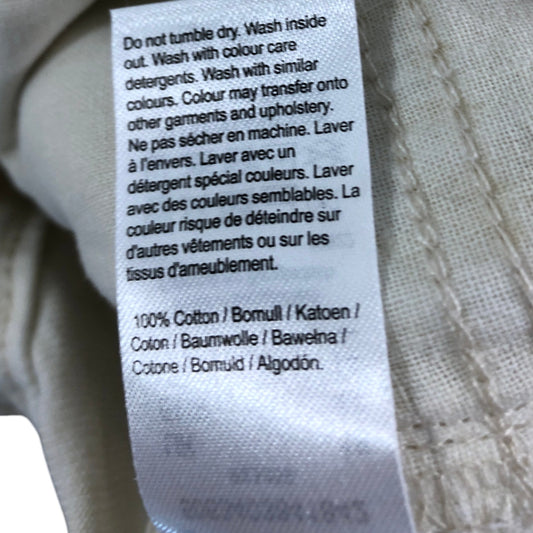 Do not tumble dry. Wash inside
out. Wash with colour care
detergents. Wash with similar
colours. Colour may transfer onto
other garments and upholstery.
Ne pas sécher en machine. Laver
à l'envers. Laver avec un
détergent spécial couleurs. Laver
avec des couleurs semblables. La
couleur risque de déteindre sur
d'autres vêtements ou sur les
tissus d'ameublement.
100% Cotton / Bomull / Katoen /
Coton / Baumwolle / Bawełna /
Cotone / Bomuld / Algodón.